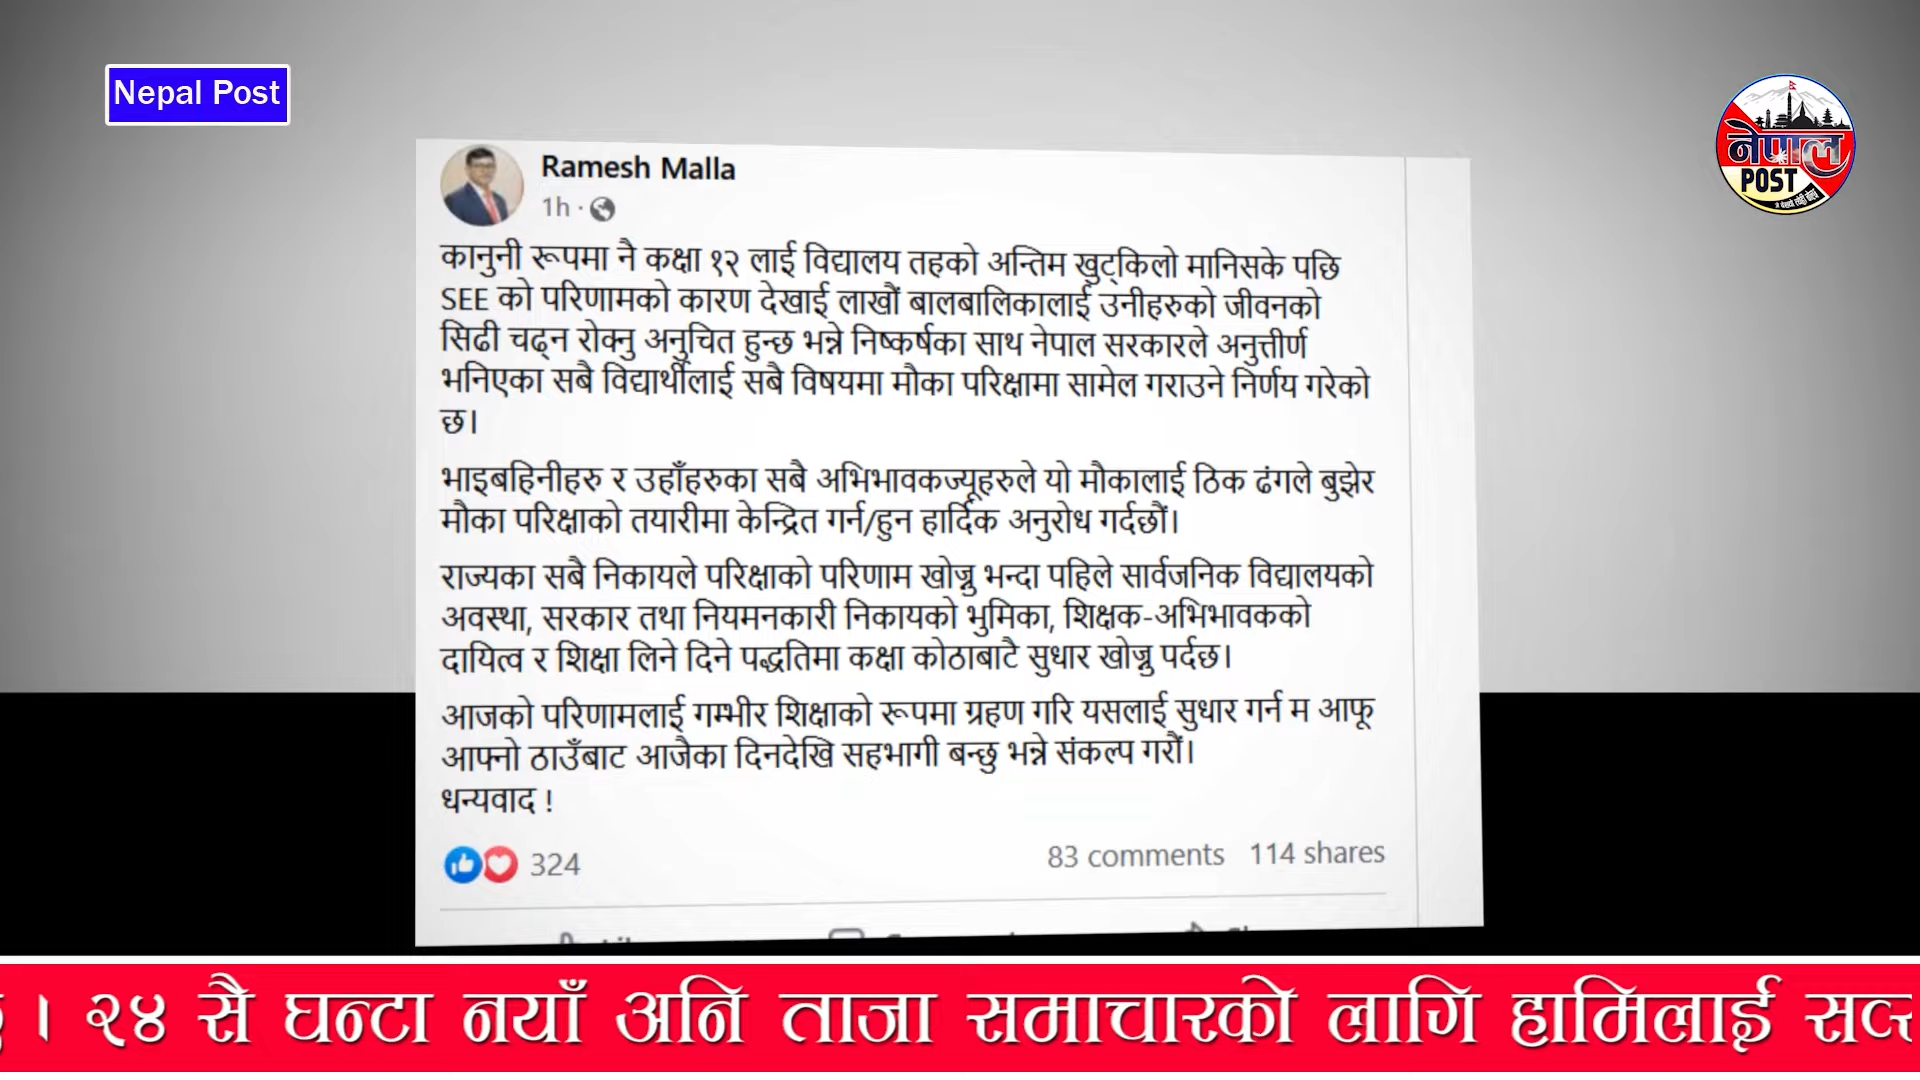 Nepal Post
नेपाल
POST
Ramesh Malla
1h ·
कानुनी रूपमा नै कक्षा १२ लाई विद्यालय तहको अन्तिम खुट्किलो मानिसके पछि
SEE को परिणामको कारण देखाई लाखौं बालबालिकालाई उनीहरुको जीवनको
सिढी चढ्न रोक्नु अनुचित हुन्छ भन्ने निष्कर्षका साथ नेपाल सरकारले अनुत्तीर्ण
भनिएका सबै विद्यार्थीलाई सबै विषयमा मौका परिक्षामा सामेल गराउने निर्णय गरेको
छ।
भाइबहिनीहरु र उहाँहरुका सबै अभिभावकज्यूहरुले यो मौकालाई ठिक ढंगले बुझेर
मौका परिक्षाको तयारीमा केन्द्रित गर्न/हुन हार्दिक अनुरोध गर्दछौं।
राज्यका सबै निकायले परिक्षाको परिणाम खोज्नु भन्दा पहिले सार्वजनिक विद्यालयको
अवस्था, सरकार तथा नियमनकारी निकायको भुमिका, शिक्षक-अभिभावकको
दायित्व र शिक्षा लिने दिने पद्धतिमा कक्षा कोठाबाटै सुधार खोज्नु पर्दछ।
आजको परिणामलाई गम्भीर शिक्षाको रूपमा ग्रहण गरि यसलाई सुधार गर्न म आफू
आफ्नो ठाउँबाट आजैका दिनदेखि सहभागी बन्छु भन्ने संकल्प गरौं।
धन्यवाद !
324
83 comments 114 shares
। २४ सै घन्टा नयाँ अनि ताजा समाचारको लागि हामिलाई